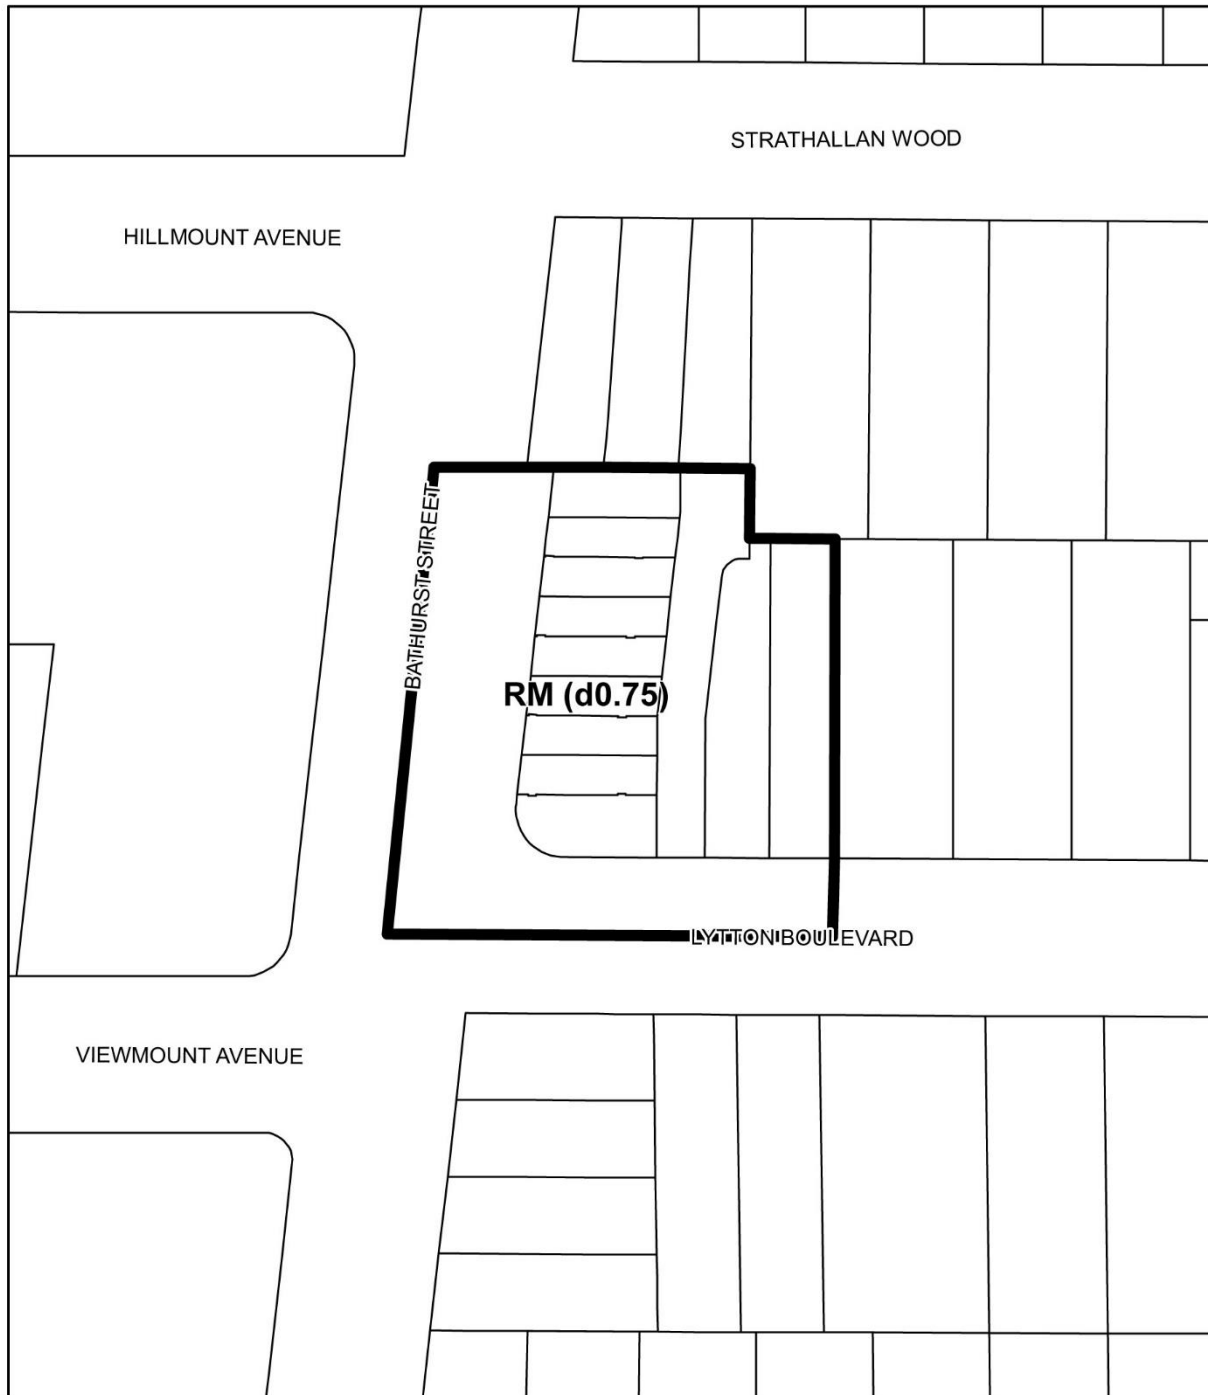 STRATHALLAN WOOD
HILLMOUNT AVENUE
BATHURST STREET
RM (d0.75)
LYTTON BOULEVARD
VIEWMOUNT AVENUE